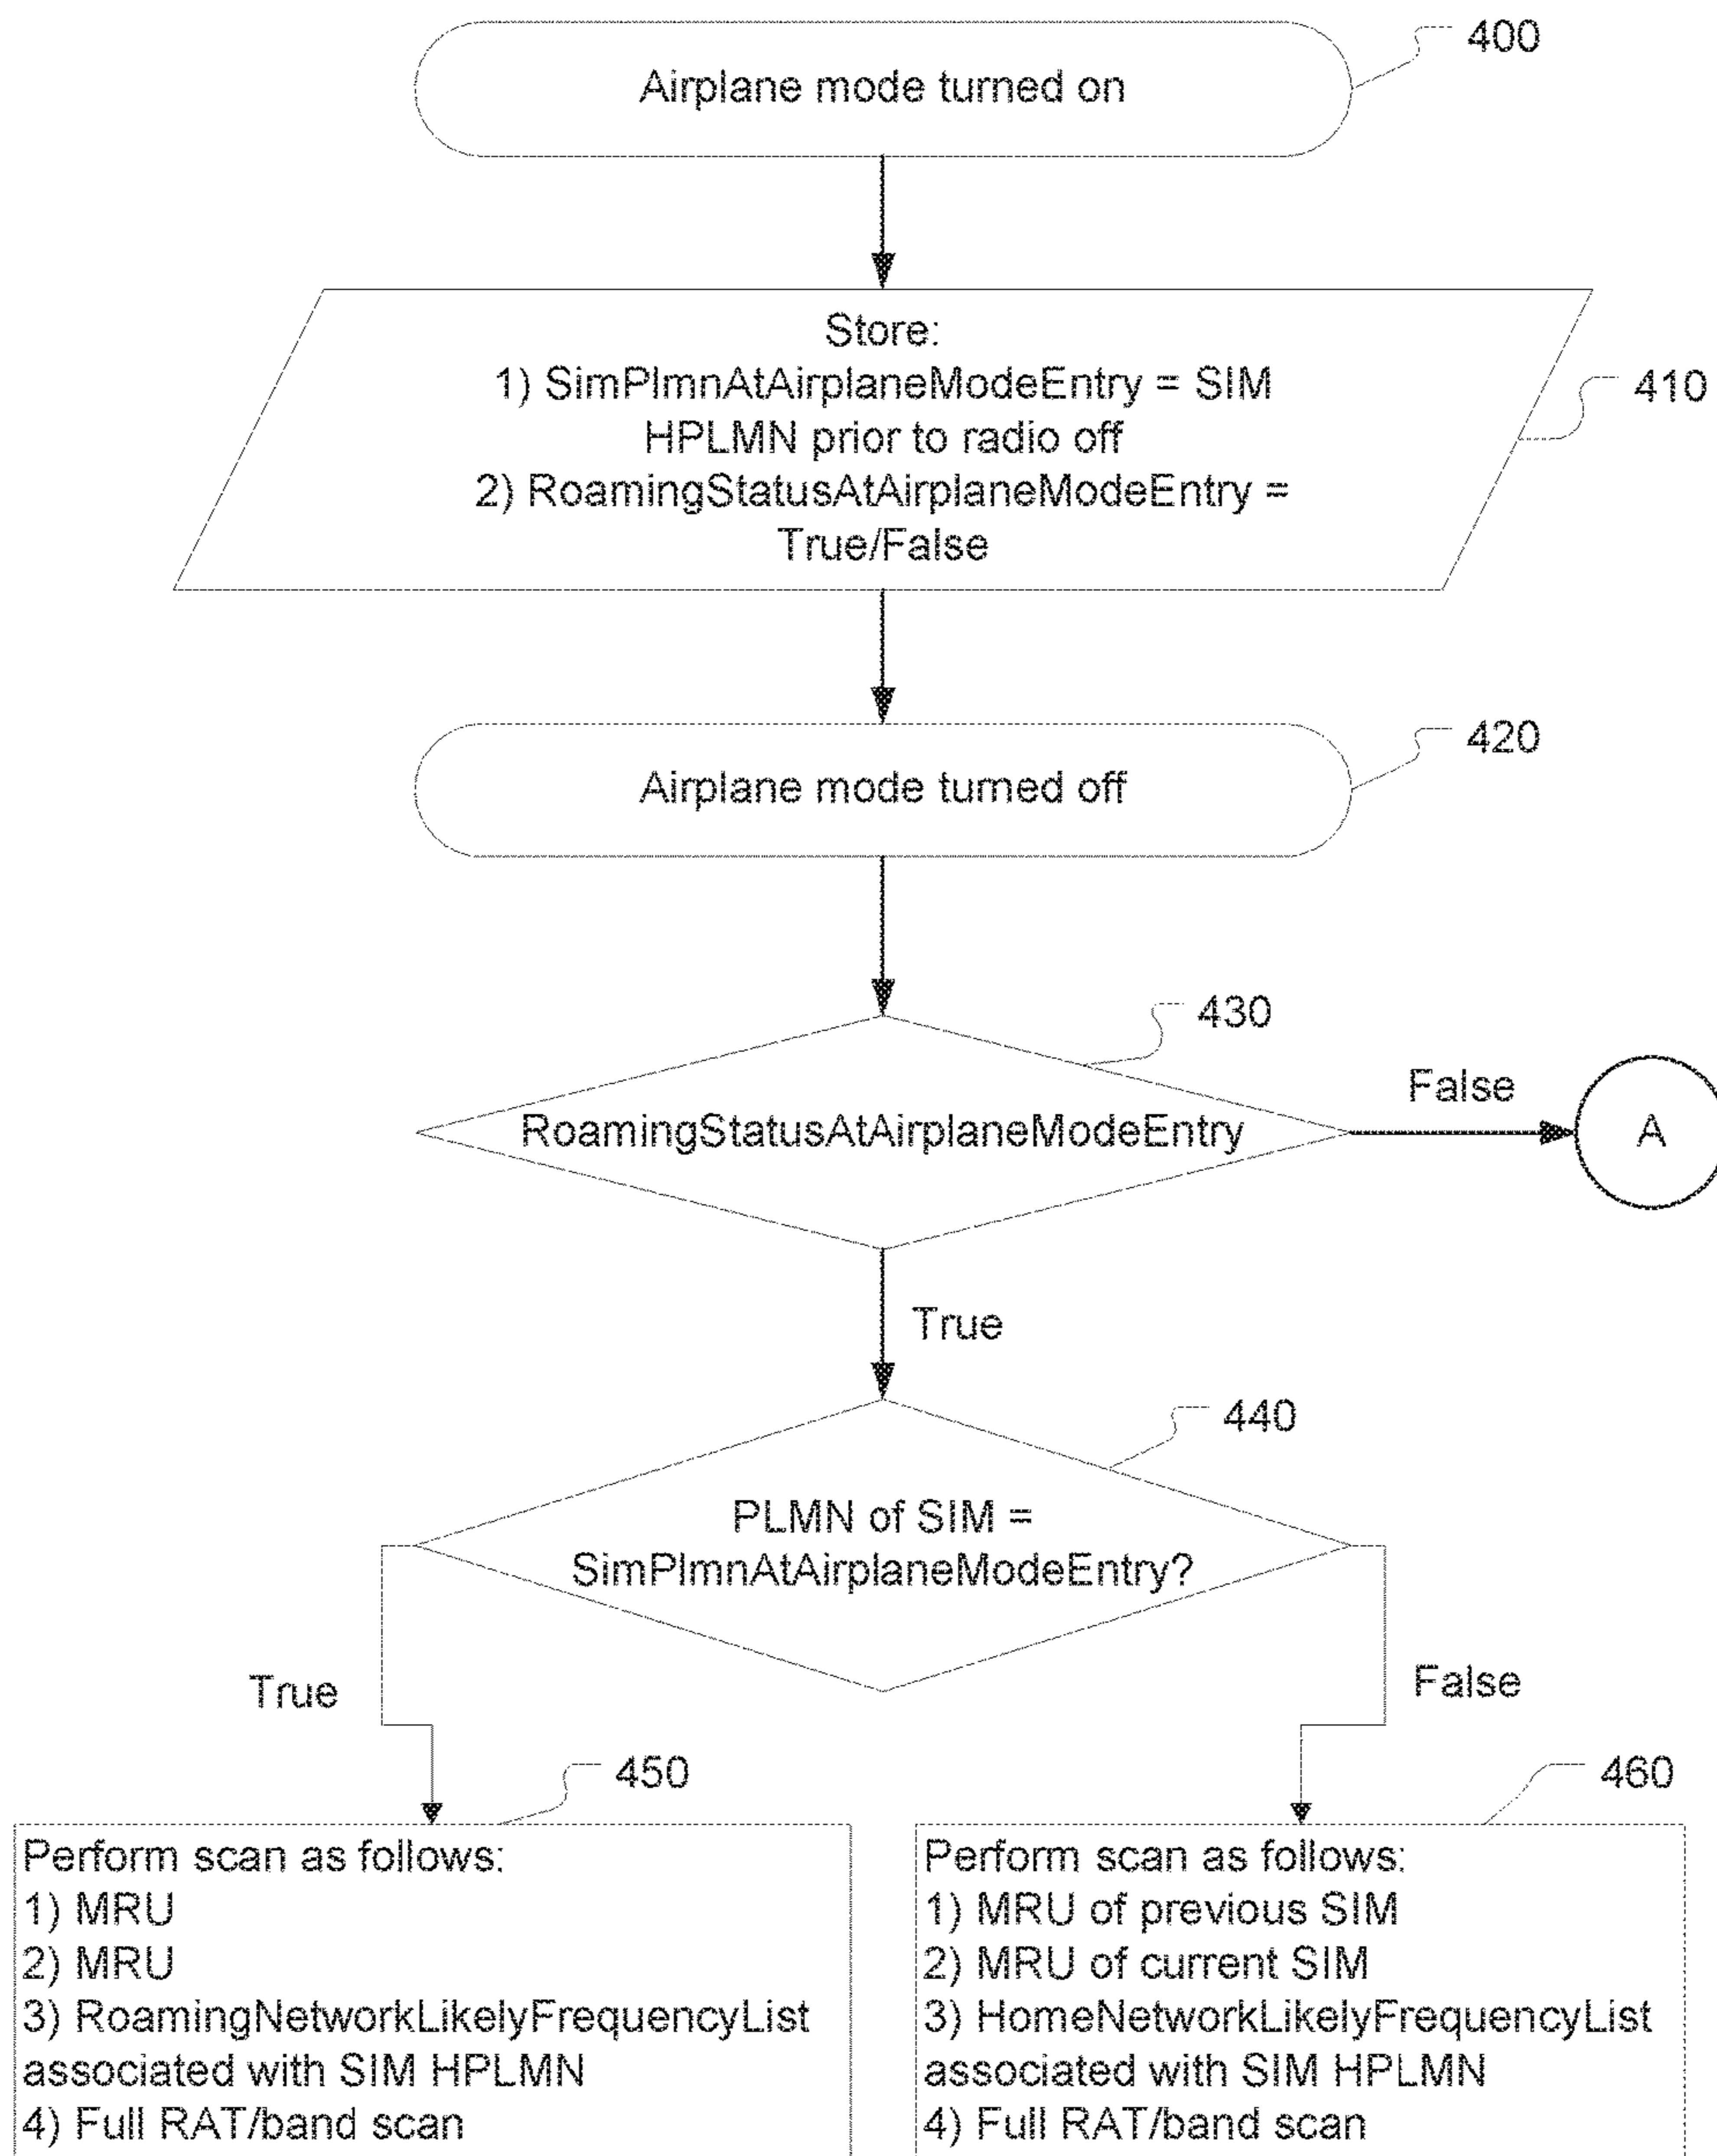 400
Airplane mode turned on
Store:
1) SimPlmnAtAirplaneModeEntry = SIM
HPLMN prior to radio off
2) RoamingStatusAtAirplaneModeEntry =
True/False
410
420
Airplane mode turned off
430
RoamingStatusAtAirplaneModeEntry
False
A
True
440
PLMN of SIM =
SimPlmnAtAirplaneModeEntry?
True
False
450
Perform scan as follows:
1) MRU
2) MRU
3) RoamingNetworkLikelyFrequencyList
associated with SIM HPLMN
4) Full RAT/band scan
460
Perform scan as follows:
1) MRU of previous SIM
2) MRU of current SIM
3) HomeNetworkLikelyFrequencyList
associated with SIM HPLMN
4) Full RAT/band scan